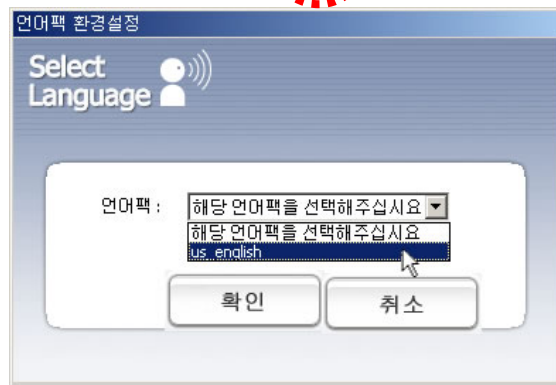 언어팩 환경설정
Select
Language
언어팩 :
해당 언어팩을 선택해주십시요
해당 언어팩을 선택해주십시요
us_english
확인
취소